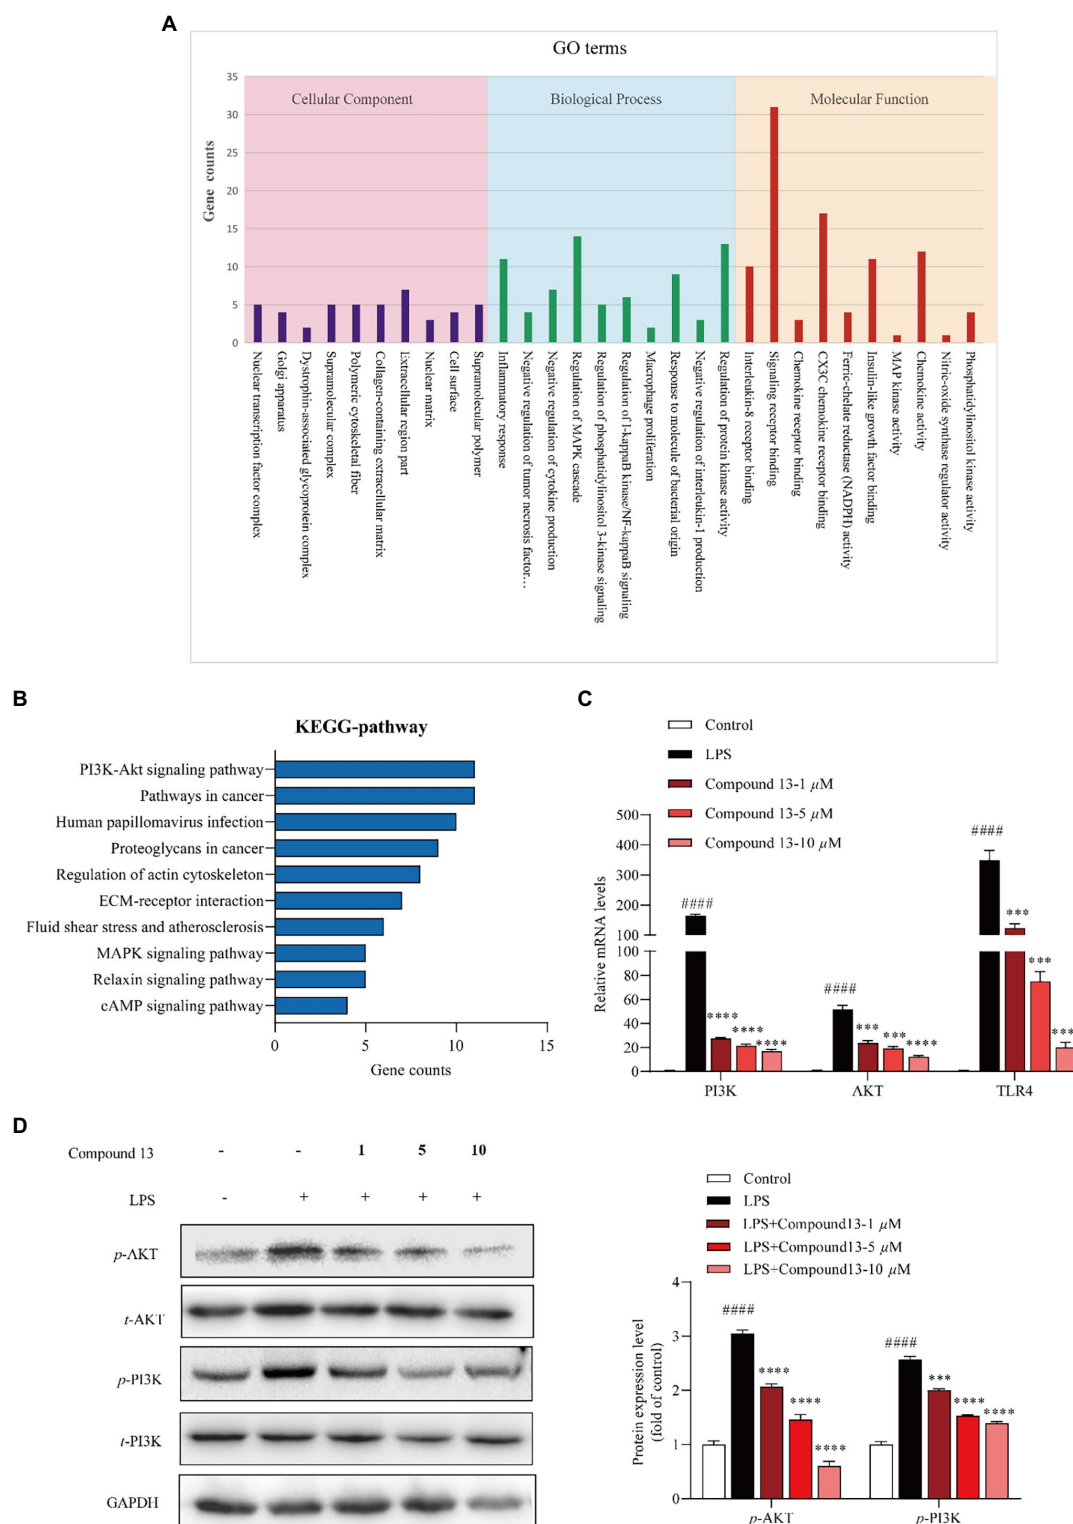 A
GO terms
Cellular Component
Biological Process
Molecular Function
Gene counts
35
30
25
20
15
10
5
0
Nuclear transcription factor complex
Golgi apparatus
Dystrophin-associated glycoprotein complex
Supramolecular complex
Polymeric cytoskeletal fiber
Collagen-containing extracellular matrix
Extracellular region part
Nuclear matrix
Cell surface
Supramolecular polymer
Inflammatory response
Negative regulation of tumor necrosis factor…
Negative regulation of cytokine production
Regulation of MAPK cascade
Regulation of phosphatidylinositol 3-kinase signaling
Regulation of I-kappaB kinase/NF-kappaB signaling
Macrophage proliferation
Response to molecule of bacterial origin
Negative regulation of interleukin-1 production
Regulation of protein kinase activity
Interleukin-8 receptor binding
Signaling receptor binding
Chemokine receptor binding
CX3C chemokine receptor binding
Ferric-chelate reductase (NADPH) activity
Insulin-like growth factor binding
MAP kinase activity
Chemokine activity
Nitric-oxide synthase regulator activity
Phosphatidylinositol kinase activity
B
KEGG-pathway
PI3K-Akt signaling pathway
Pathways in cancer
Human papillomavirus infection
Proteoglycans in cancer
Regulation of actin cytoskeleton
ECM-receptor interaction
Fluid shear stress and atherosclerosis
MAPK signaling pathway
Relaxin signaling pathway
cAMP signaling pathway
0 5 10 15
Gene counts
C
Control
LPS
Compound 13-1 µM
Compound 13-5 µM
Compound 13-10 µM
Relative mRNA levels
500
400
300
200
100
100
80
60
40
20
0
#### **** **** ****
#### *** *** ****
#### *** *** ***
PI3K AKT TLR4
D
Compound 13 - - 1 5 10
LPS - + + + +
p-AKT
t-AKT
p-PI3K
t-PI3K
GAPDH
Control
LPS
LPS+Compound13-1 µM
LPS+Compound13-5 µM
LPS+Compound13-10 µM
Protein expression level
(fold of control)
4
3
2
1
0
#### **** **** ****
#### *** **** ****
p-AKT p-PI3K